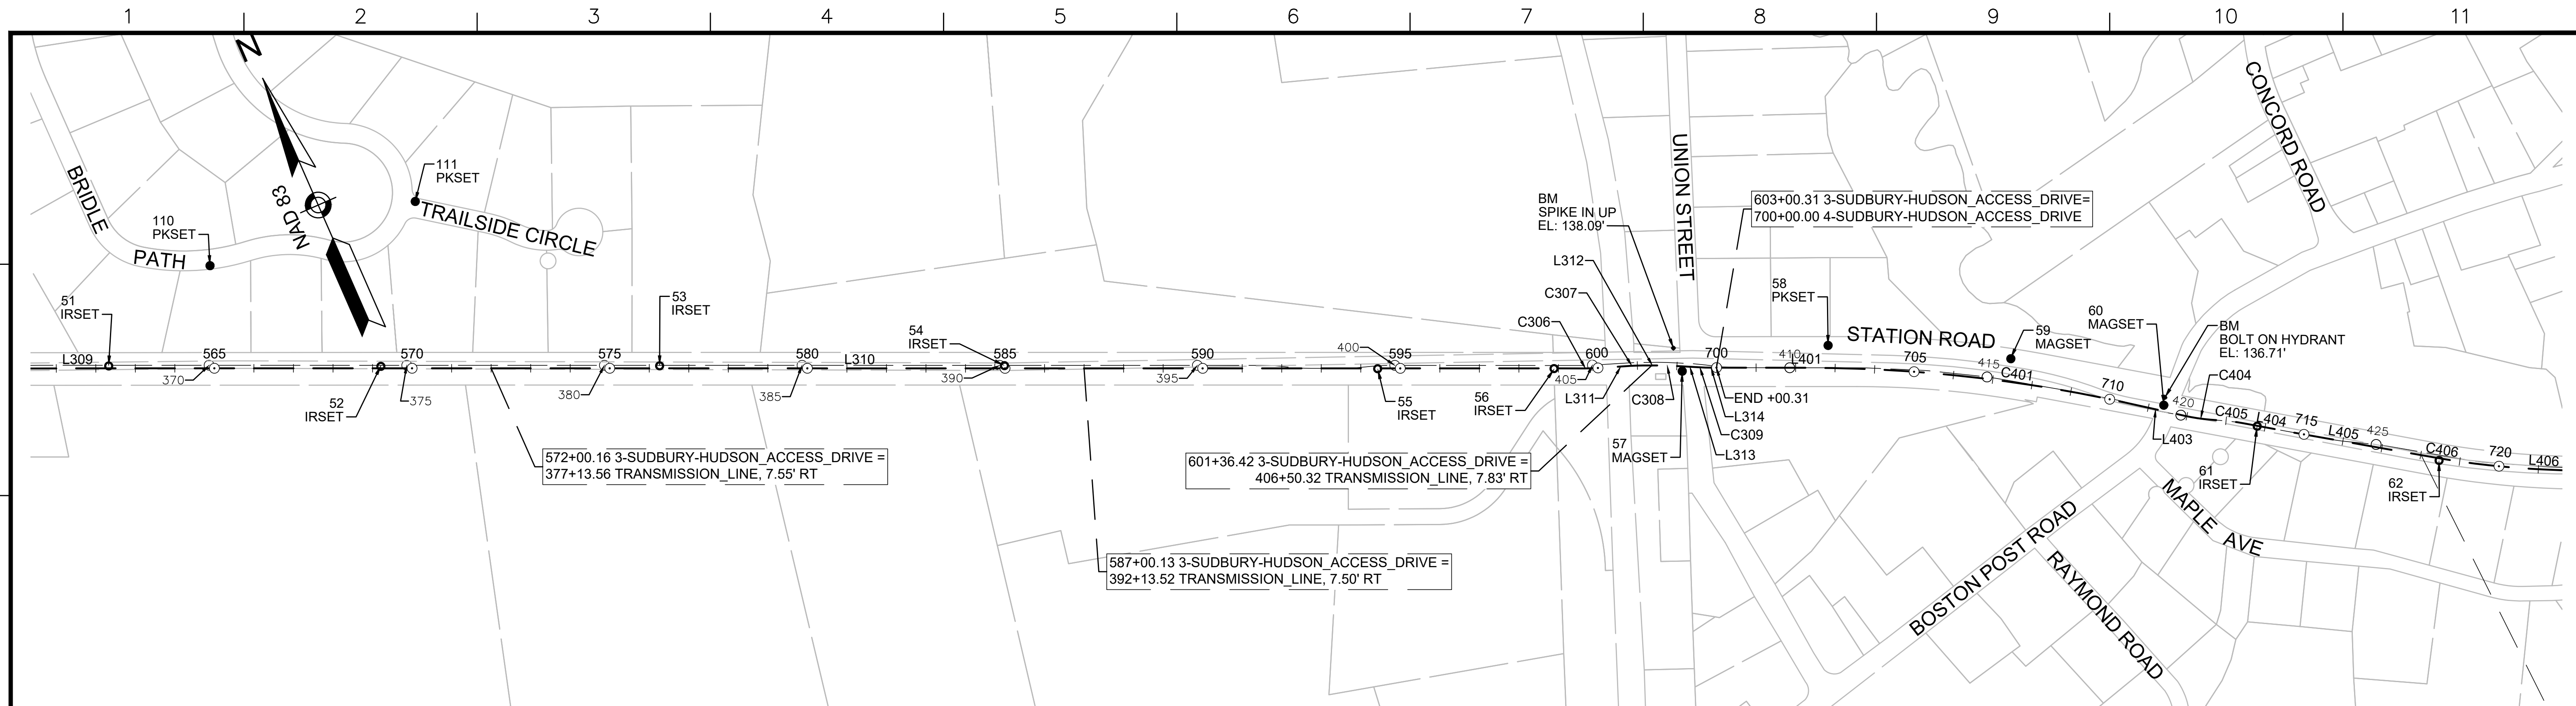 1 2 3 4 5 6 7 8 9 10 11
N
NAD 83
BRIDLE
PATH
110
PKSET
111
PKSET
TRAILSIDE CIRCLE
51
IRSET
L309
565
370
52
IRSET
570
375
575
380
53
IRSET
580
385
L310
54
IRSET
585
390
590
395
400
595
55
IRSET
56
IRSET
600
405
C306
C307
L312
BM
SPIKE IN UP
EL: 138.09'
UNION STREET
L311
C308
57
MAGSET
700
END +00.31
L314
C309
L313
603+00.31 3-SUDBURY-HUDSON_ACCESS_DRIVE=
700+00.00 4-SUDBURY-HUDSON_ACCESS_DRIVE
572+00.16 3-SUDBURY-HUDSON_ACCESS_DRIVE =
377+13.56 TRANSMISSION_LINE, 7.55' RT
601+36.42 3-SUDBURY-HUDSON_ACCESS_DRIVE =
406+50.32 TRANSMISSION_LINE, 7.83' RT
587+00.13 3-SUDBURY-HUDSON_ACCESS_DRIVE =
392+13.52 TRANSMISSION_LINE, 7.50' RT
58
PKSET
410
L401
STATION ROAD
705
59
MAGSET
415
C401
60
MAGSET
710
BM
BOLT ON HYDRANT
EL: 136.71'
C404
420
L403
C405
L404
61
IRSET
715
L405
425
C406
62
IRSET
720
L406
CONCORD ROAD
MAPLE AVE
BOSTON POST ROAD
RAYMOND ROAD